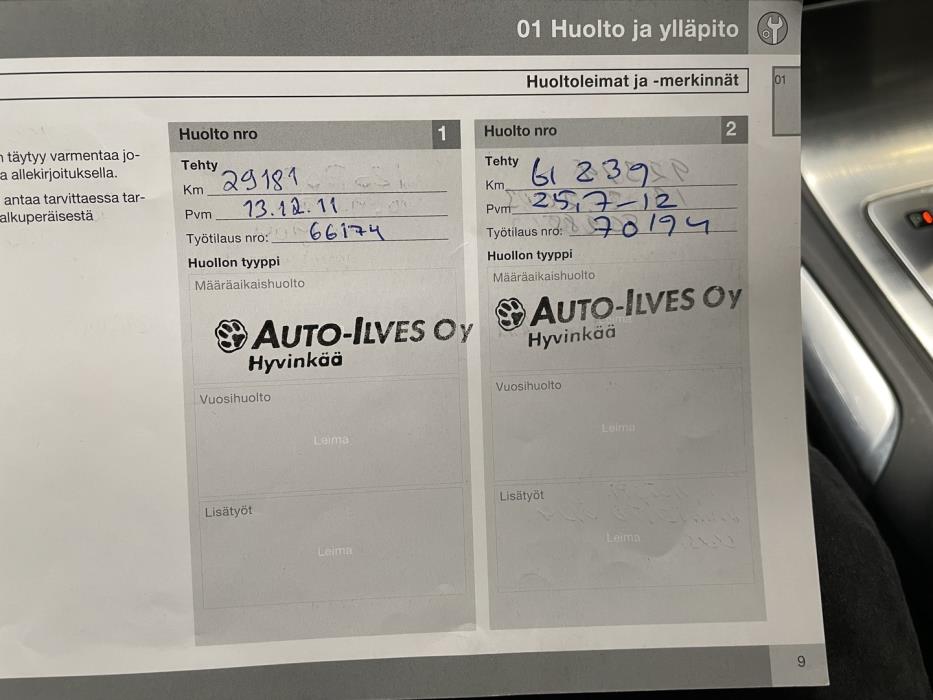 01 Huolto ja ylläpito
Huoltoleimat ja -merkinnät
01
täytyy varmentaa jo-
a allekirjoituksella.
antaa tarvittaessa tar-
alkuperäisestä
Huolto nro 1
Tehty
Km 29181
Pvm 13.12.11
Työtilaus nro: 66174
Huollon tyyppi
Määräaikaishuolto
AUTO-ILVES Oy
Hyvinkää
Vuosihuolto
Leima
Lisätyöt
Leima
Huolto nro 2
Tehty
Km 61 839
Pvm 25,7-12
Työtilaus nro: 70194
Huollon tyyppi
Määräaikaishuolto
AUTO-ILVES Oy
Hyvinkää
Vuosihuolto
Leima
Lisätyöt
Leima
9